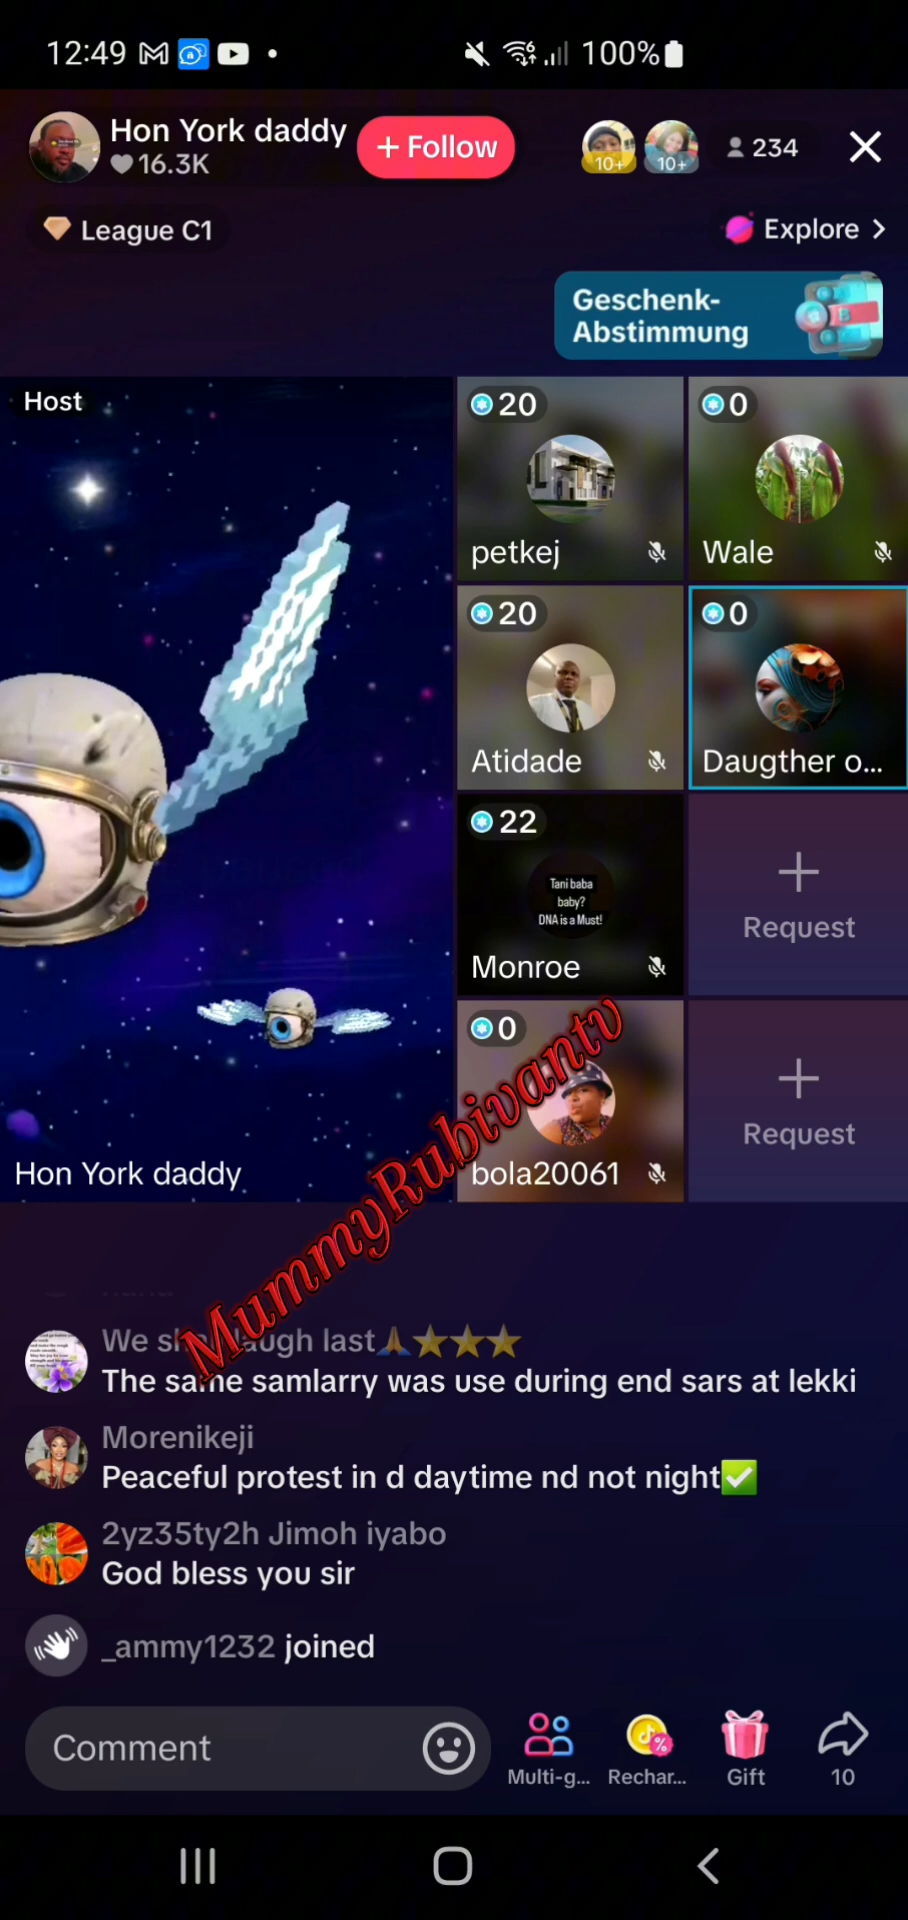 12:49
100%
Hon York daddy
16.3K
+ Follow
10+
10+
234
League C1
Explore
Geschenk-
Abstimmung
Host
20
petkej
0
Wale
20
Atidade
0
Daugther o...
22
Tani baba
baby?
DNA is a Must!
Monroe
+
Request
0
bola20061
+
Request
Hon York daddy
MummyRubivantv
We shall laugh last🙏⭐⭐⭐
The same samlarry was use during end sars at lekki
Morenikeji
Peaceful protest in d daytime nd not night✅
2yz35ty2h Jimoh iyabo
God bless you sir
_ammy1232 joined
Comment
Multi-g...
Rechar...
Gift
10